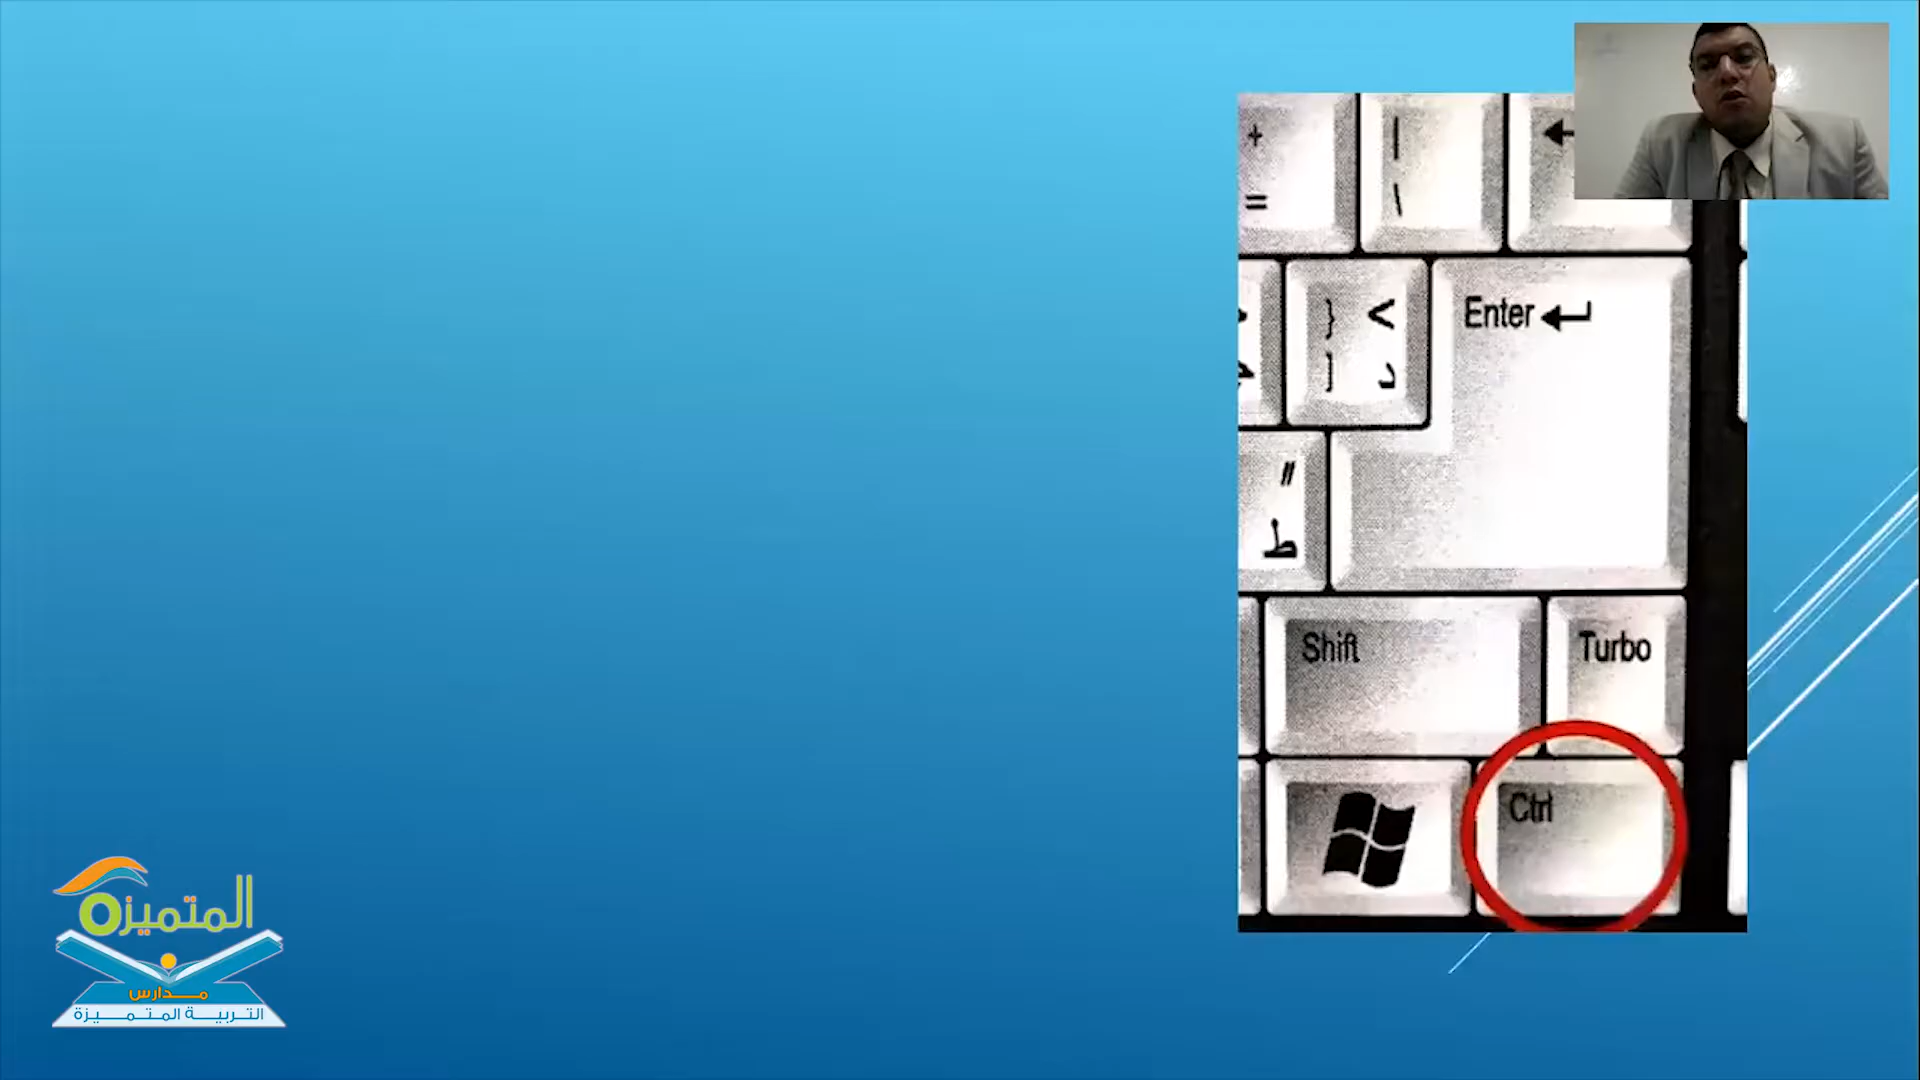 +
=
|
\
←
} <
] د
Enter ↵
"
ط
Shift
Turbo
Ctrl
المتميزة
مدارس
التربية المتميزة